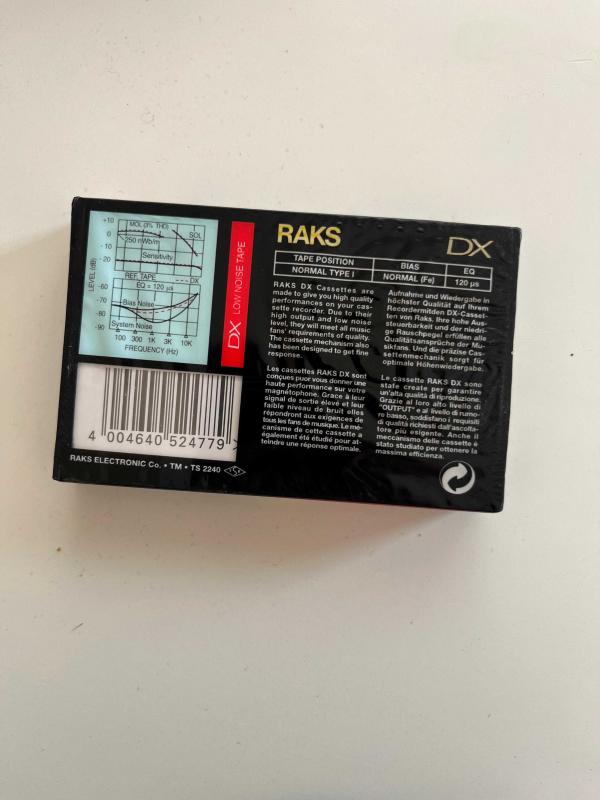 +10
0
- 10
- 20
- 60
-70
-80
-90
LEVEL (dB)
MOL (3% THD)
250 nWb/m
SOL
Sensitivity
REF. TAPE
DX
EQ = 120 µs
Bias Noise
System Noise
100 300 1K 3K 10K
FREQUENCY (Hz)
DX LOW NOISE TAPE
4 004640 524779 >
RAKS ELECTRONIC Co. • TM • TS 2240
RAKS
DX
TAPE POSITION BIAS EQ
NORMAL TYPE I NORMAL (Fe) 120 µs
RAKS DX Cassettes are
made to give you high quality
performances on your cas-
sette recorder. Due to their
high output and low noise
level, they will meet all music
fans' requirements of quality.
The cassette mechanism also
has been designed to get fine
response.
Les cassettes RAKS DX sont
conçues puor vous donner une
haute performance sur votre
magnétophone. Grace à leur
signal de sortie élevé et leur
faible niveau de bruit elles
répondront aux exigences de
tous les fans de musique. Le mé-
canisme de cette cassette a
également été étudié pour at-
teindre une réponse optimale.
Aufnahme und Wiedergabe in
höchster Qualität auf Ihrem
Recordermitden DX-Casset-
ten von Raks. Ihre hohe Aus-
steuerbarkeit und der niedri-
ge Rauschpegel erfüllen alle
Qualitätsansprüche der Mu-
sikfans. Und die präzise Cas-
settenmechanik sorgt für
optimale Höhenwiedergabe.
Le cassette RAKS DX sono
stafe create per garantire
un'alta qualità di riproduzione.
Grazie al loro alto livello di
"OUTPUT" e al livello di rumo-
re basso, soddisfano i requisiti
di qualità richiesti dall'ascolta-
tore più esigente. Anche il
meccanismo delle cassette è
stato studiato per ottenere la
massima efficienza.